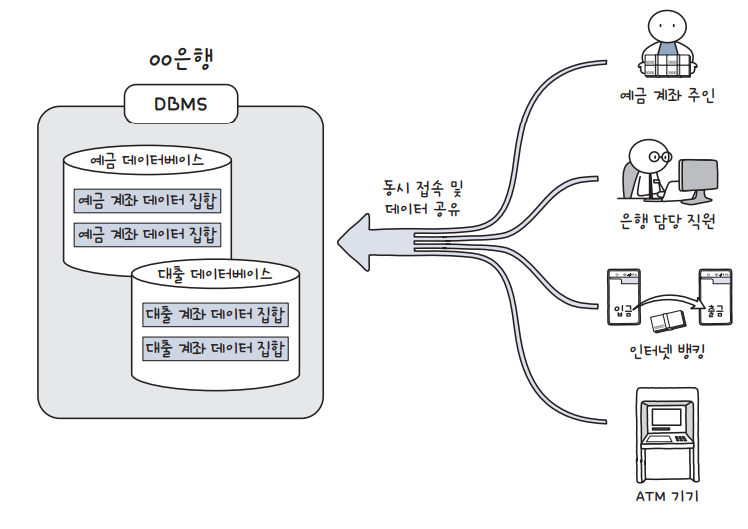 oo은행
DBMS
예금 데이터베이스
예금 계좌 데이터 집합
예금 계좌 데이터 집합
대출 데이터베이스
대출 계좌 데이터 집합
대출 계좌 데이터 집합
동시 접속 및
데이터 공유
예금 계좌 주인
은행 담당 직원
입금
출금
인터넷 뱅킹
ATM 기기